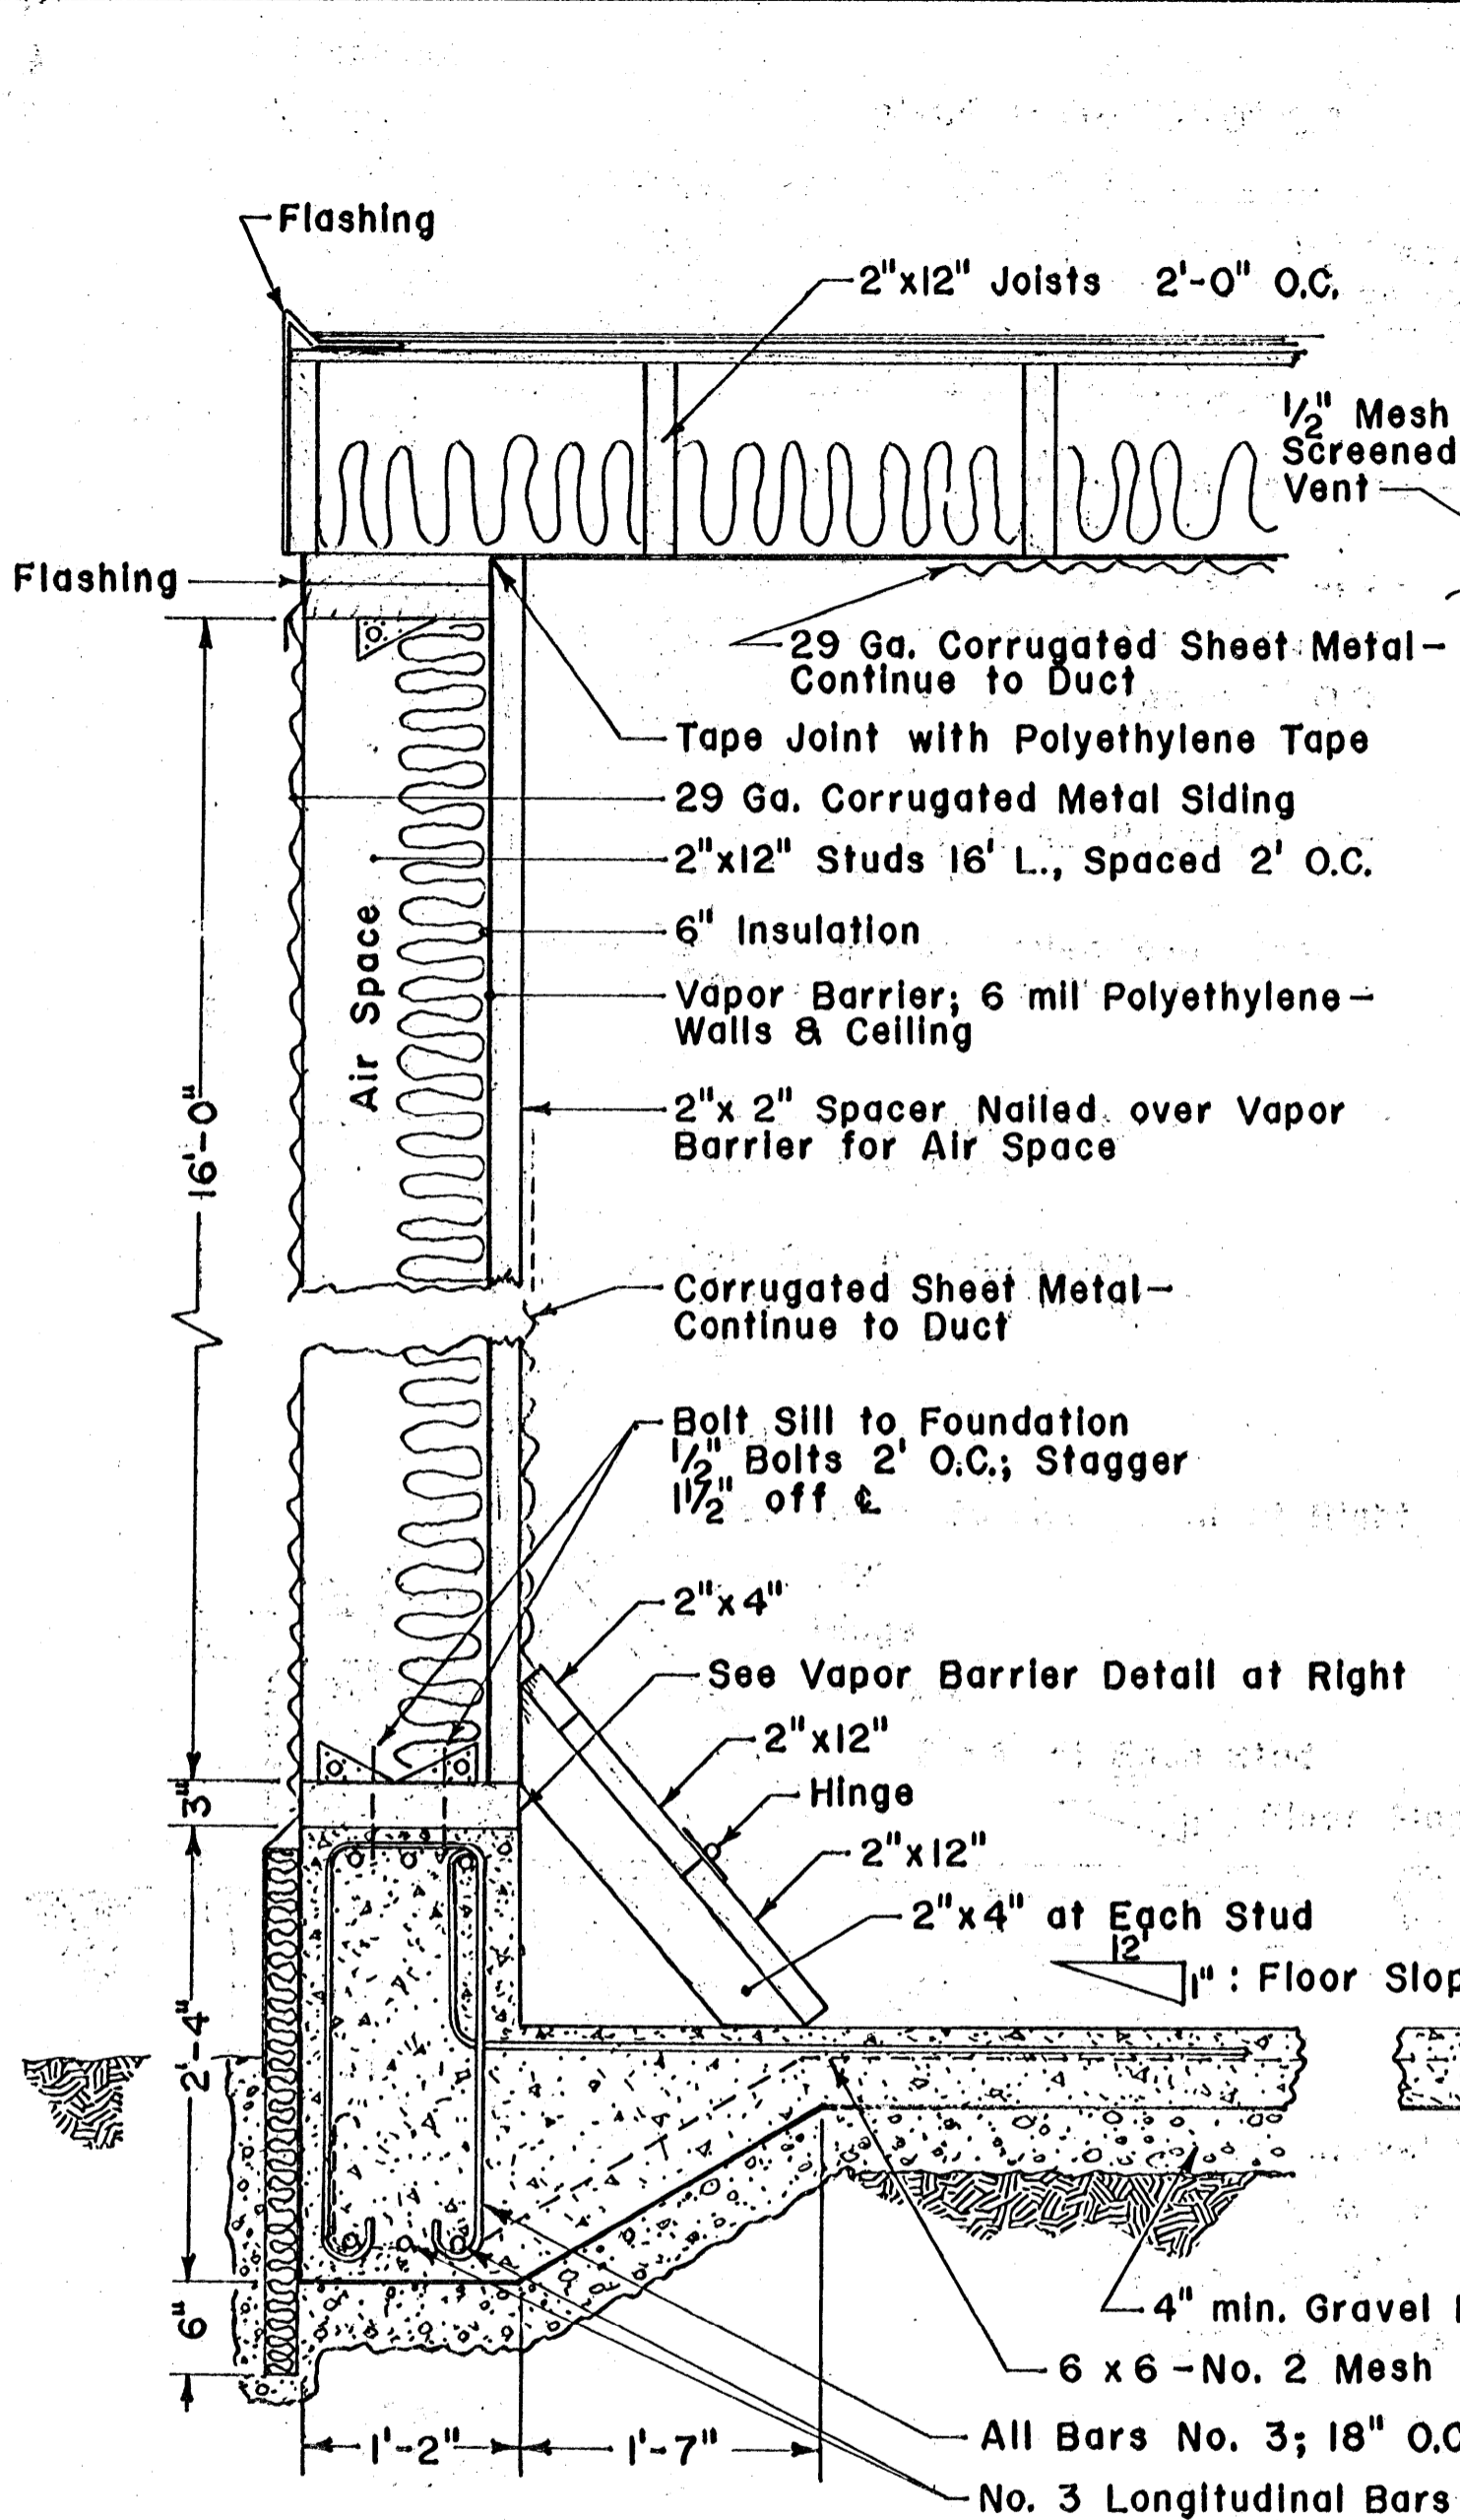 Flashing
2"x12" Joists 2'-0" O.C.
1/2" Mesh
Screened
Vent
Flashing
29 Ga. Corrugated Sheet Metal-
Continue to Duct
Tape Joint with Polyethylene Tape
29 Ga. Corrugated Metal Siding
2"x12" Studs 16' L., Spaced 2' O.C.
6" Insulation
Air Space
Vapor Barrier; 6 mil Polyethylene-
Walls & Ceiling
16'-0"
2"x 2" Spacer Nailed over Vapor
Barrier for Air Space
Corrugated Sheet Metal-
Continue to Duct
Bolt Sill to Foundation
1/2" Bolts 2' O.C.; Stagger
1 1/2" off ℄
2"x4"
See Vapor Barrier Detail at Right
2"x12"
Hinge
3"
2"x12"
2"x4" at Each Stud
12'
1" : Floor Slop
2'-4"
4" min. Gravel
6"
6 x 6 - No. 2 Mesh
1'-2"
1'-7"
All Bars No. 3; 18" O.C
No. 3 Longitudinal Bars